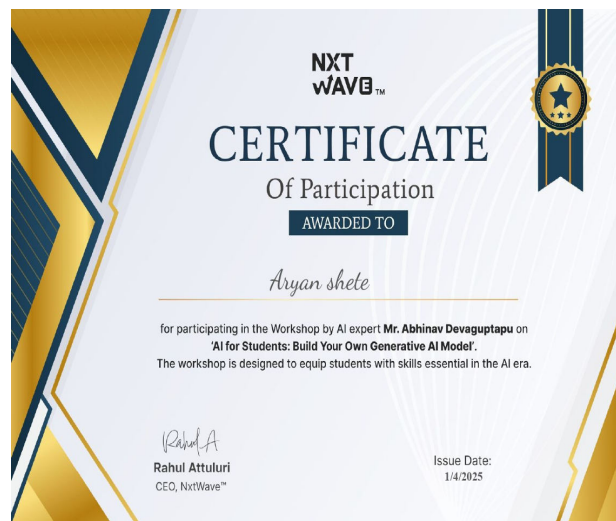 NXT
WAVE TM
CERTIFICATE
Of Participation
AWARDED TO
Aryan shete
for participating in the Workshop by AI expert Mr. Abhinav Devaguptapu on
'AI for Students: Build Your Own Generative AI Model'.
The workshop is designed to equip students with skills essential in the AI era.
Rahul A
Rahul Attuluri
CEO, NxtWave™
Issue Date:
1/4/2025